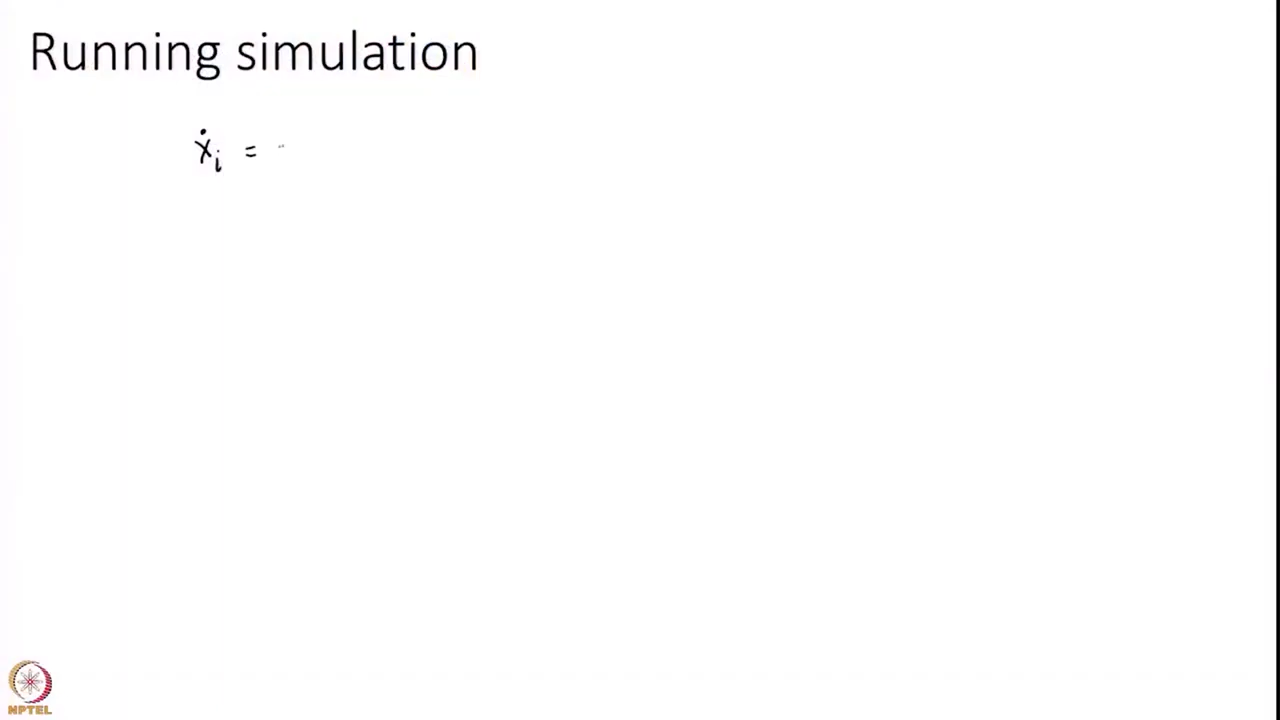 Running simulation
ẋᵢ =
NPTEL